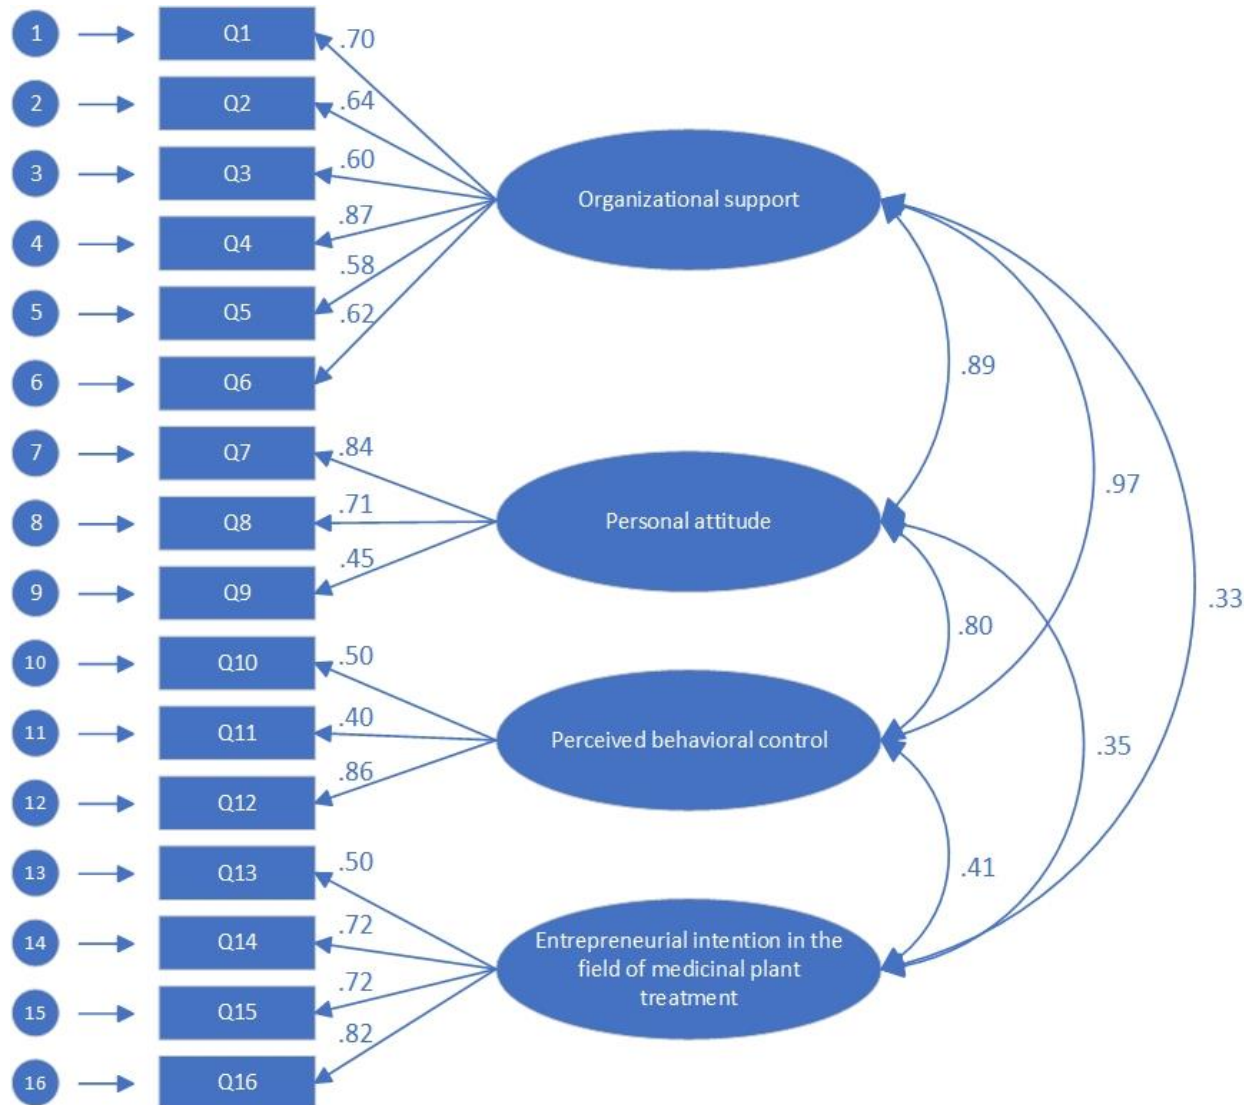 1
Q1
.70
2
Q2
.64
3
Q3
.60
Organizational support
4
Q4
.87
5
Q5
.58
6
Q6
.62
.89
7
Q7
.84
.97
8
Q8
.71
Personal attitude
9
Q9
.45
.33
.80
10
Q10
.50
11
Q11
.40
Perceived behavioral control
.35
12
Q12
.86
13
Q13
.50
.41
14
Q14
.72
Entrepreneurial intention in the
field of medicinal plant
treatment
15
Q15
.72
16
Q16
.82